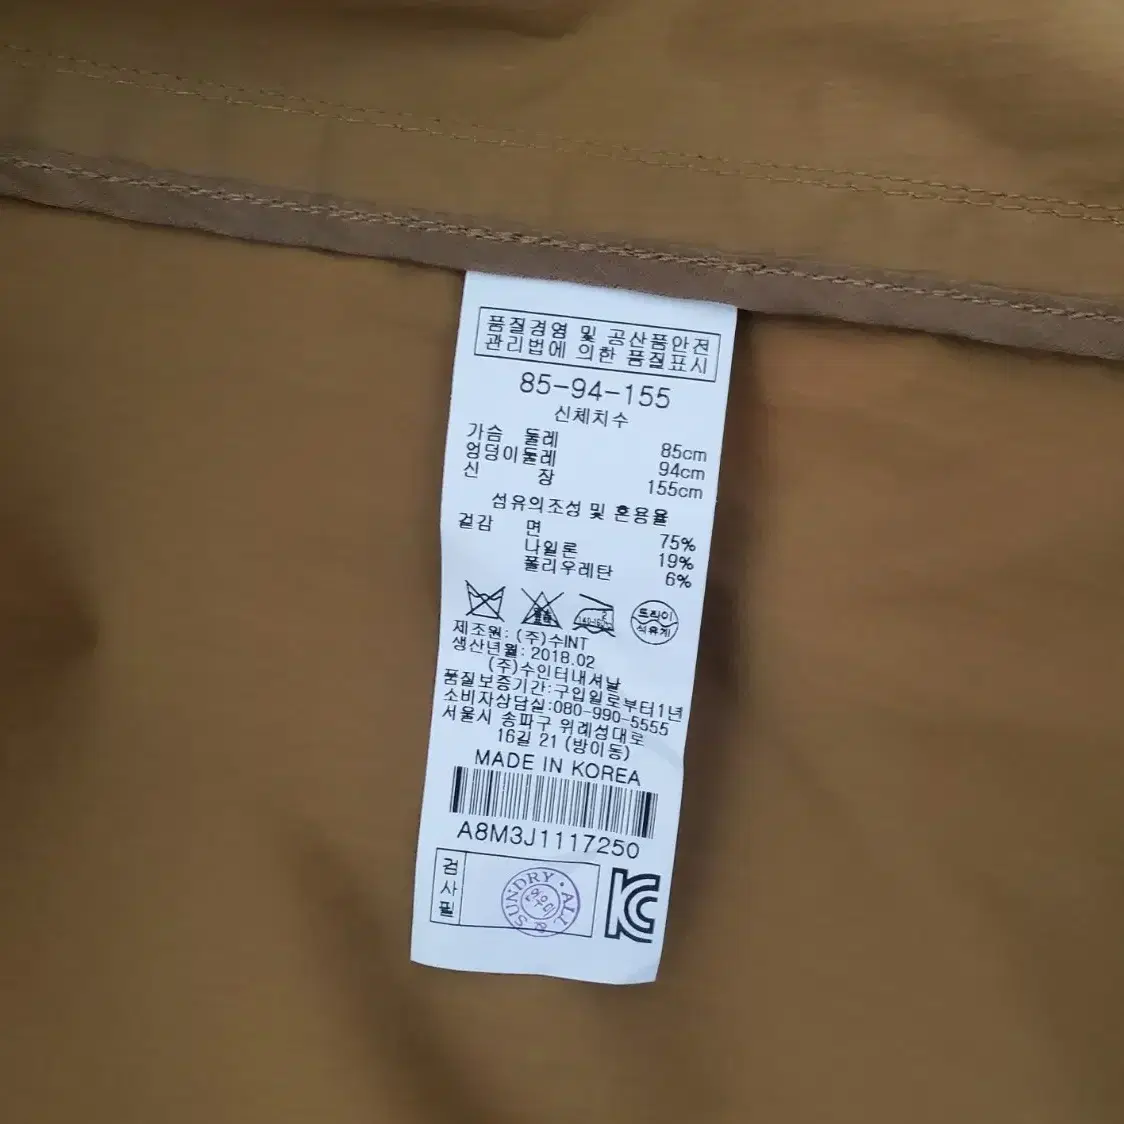 품질경영 및 공산품안전
관리법에 의한 품질표시
85-94-155
신체치수
가슴 둘레 85cm
엉덩이둘레 94cm
신 장 155cm
섬유의조성 및 혼용율
겉감 면 75%
나일론 19%
폴리우레탄 6%
드라이
석유계
제조원: (주)수INT
생산년월: 2018.02
(주)수인터내셔날
품질보증기간:구입일로부터1년
소비자상담실:080-990-5555
서울시 송파구 위례성대로
16길 21 (방이동)
MADE IN KOREA
A8M3J1117250
검사필
SUNDRY · ALL